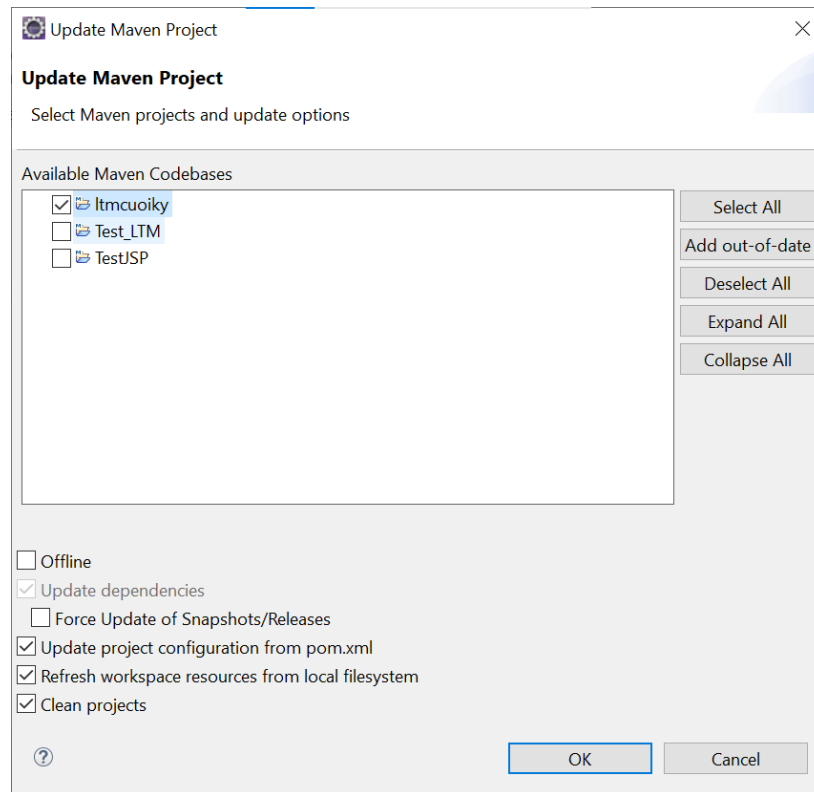 Update Maven Project
Update Maven Project
Select Maven projects and update options
Available Maven Codebases
ltmcuoiky
Test_LTM
TestJSP
Select All
Add out-of-date
Deselect All
Expand All
Collapse All
Offline
Update dependencies
Force Update of Snapshots/Releases
Update project configuration from pom.xml
Refresh workspace resources from local filesystem
Clean projects
?
OK
Cancel